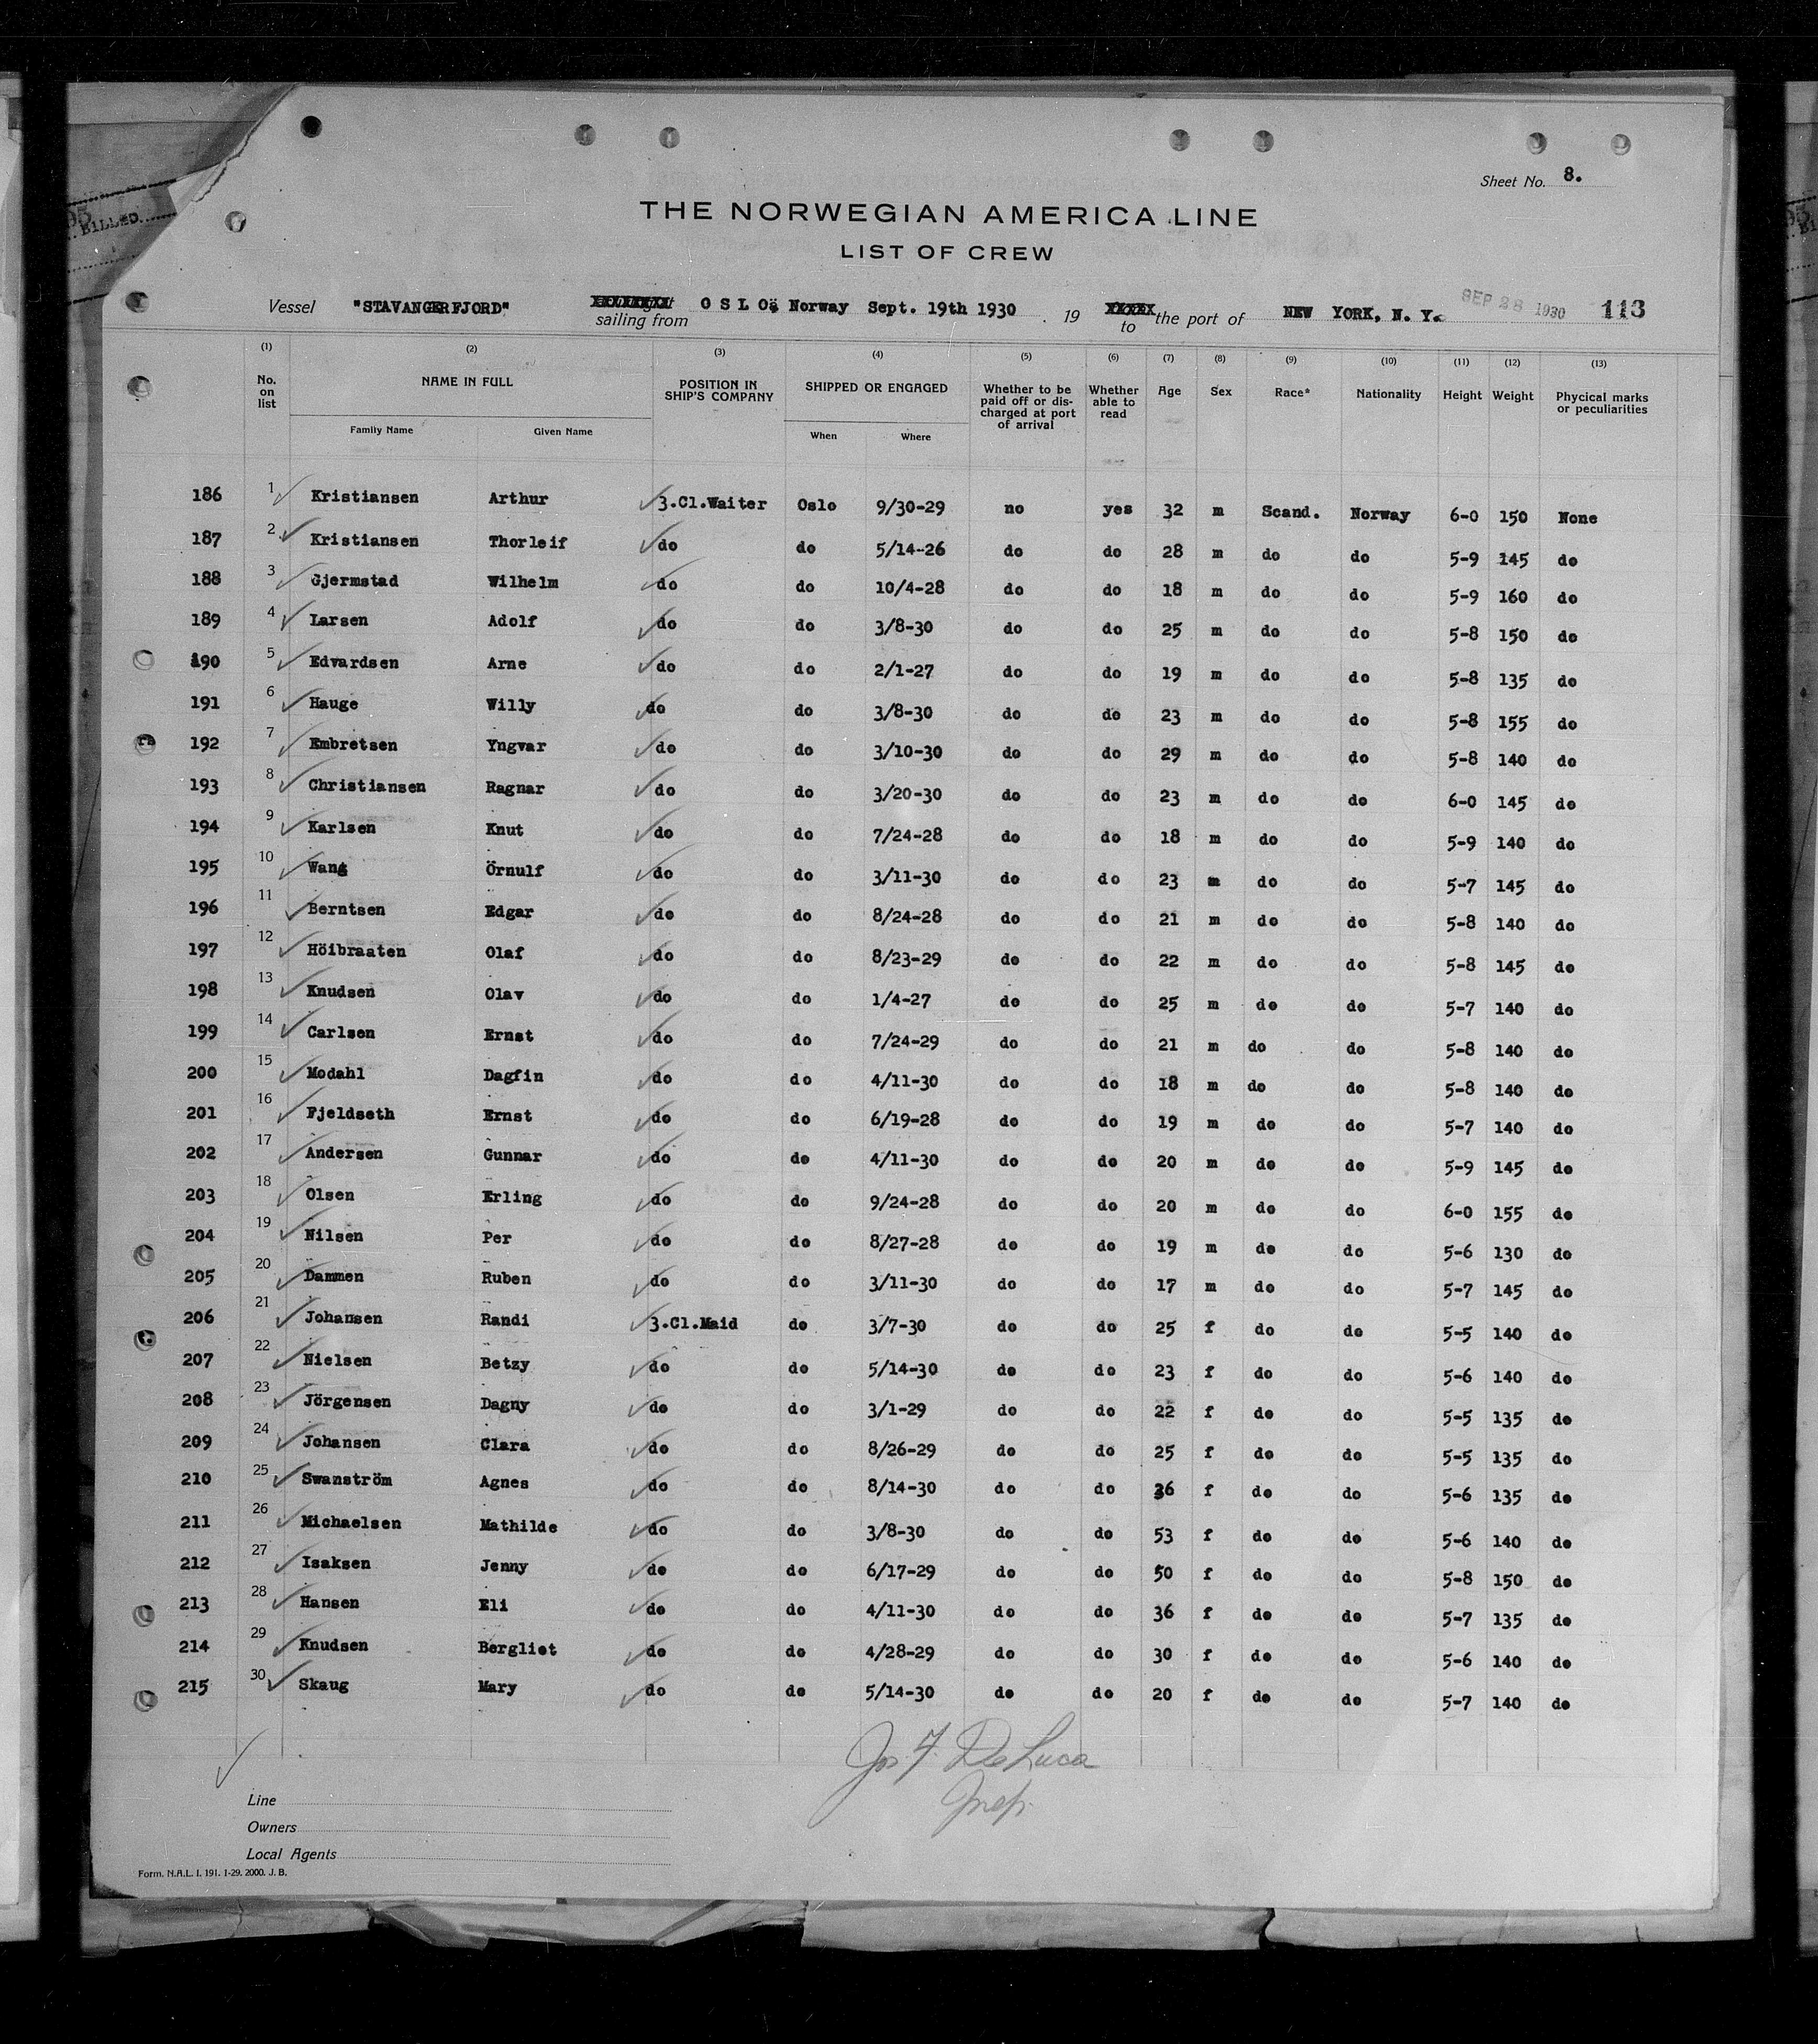 Sheet No. 8.
THE NORWEGIAN AMERICA LINE
LIST OF CREW
Vessel "STAVANGERFJORD" sailing from O S L Oö Norway Sept. 19th 1930 . 19 to the port of NEW YORK, N. Y. SEP 28 1930 113
(1) (2) (3) (4) (5) (6) (7) (8) (9) (10) (11) (12) (13)
No. on list NAME IN FULL POSITION IN SHIP'S COMPANY SHIPPED OR ENGAGED Whether to be paid off or discharged at port of arrival Whether able to read Age Sex Race* Nationality Height Weight Phycical marks or peculiarities
Family Name Given Name When Where
186 1 Kristiansen Arthur 3.Cl.Waiter Oslo 9/30-29 no yes 32 m Scand. Norway 6-0 150 None
187 2 Kristiansen Thorleif do do 5/14-26 do do 28 m do do 5-9 145 do
188 3 Gjermstad Wilhelm do do 10/4-28 do do 18 m do do 5-9 160 do
189 4 Larsen Adolf do do 3/8-30 do do 25 m do do 5-8 150 do
190 5 Edvardsen Arne do do 2/1-27 do do 19 m do do 5-8 135 do
191 6 Hauge Willy do do 3/8-30 do do 23 m do do 5-8 155 do
192 7 Embretsen Yngvar do do 3/10-30 do do 29 m do do 5-8 140 do
193 8 Christiansen Ragnar do do 3/20-30 do do 23 m do do 6-0 145 do
194 9 Karlsen Knut do do 7/24-28 do do 18 m do do 5-9 140 do
195 10 Wang Örnulf do do 3/11-30 do do 23 m do do 5-7 145 do
196 11 Berntsen Edgar do do 8/24-28 do do 21 m do do 5-8 140 do
197 12 Höibraaten Olaf do do 8/23-29 do do 22 m do do 5-8 145 do
198 13 Knudsen Olav do do 1/4-27 do do 25 m do do 5-7 140 do
199 14 Carlsen Ernst do do 7/24-29 do do 21 m do do 5-8 140 do
200 15 Modahl Dagfin do do 4/11-30 do do 18 m do do 5-8 140 do
201 16 Fjeldseth Ernst do do 6/19-28 do do 19 m do do 5-7 140 do
202 17 Andersen Gunnar do do 4/11-30 do do 20 m do do 5-9 145 do
203 18 Olsen Erling do do 9/24-28 do do 20 m do do 6-0 155 do
204 19 Nilsen Per do do 8/27-28 do do 19 m do do 5-6 130 do
205 20 Dammen Ruben do do 3/11-30 do do 17 m do do 5-7 145 do
206 21 Johansen Randi 3.Cl.Maid do 3/7-30 do do 25 f do do 5-5 140 do
207 22 Nielsen Betzy do do 5/14-30 do do 23 f do do 5-6 140 do
208 23 Jörgensen Dagny do do 3/1-29 do do 22 f do do 5-5 135 do
209 24 Johansen Clara do do 8/26-29 do do 25 f do do 5-5 135 do
210 25 Swanström Agnes do do 8/14-30 do do 36 f do do 5-6 135 do
211 26 Michaelsen Mathilde do do 3/8-30 do do 53 f do do 5-6 140 do
212 27 Isaksen Jenny do do 6/17-29 do do 50 f do do 5-8 150 do
213 28 Hansen Eli do do 4/11-30 do do 36 f do do 5-7 135 do
214 29 Knudsen Bergliot do do 4/28-29 do do 30 f do do 5-6 140 do
215 30 Skaug Mary do do 5/14-30 do do 20 f do do 5-7 140 do
Jos. F. DeLuca
Insp.
Line
Owners
Local Agents
Form. N.A.L. I. 191. 1-29. 2000. J. B.